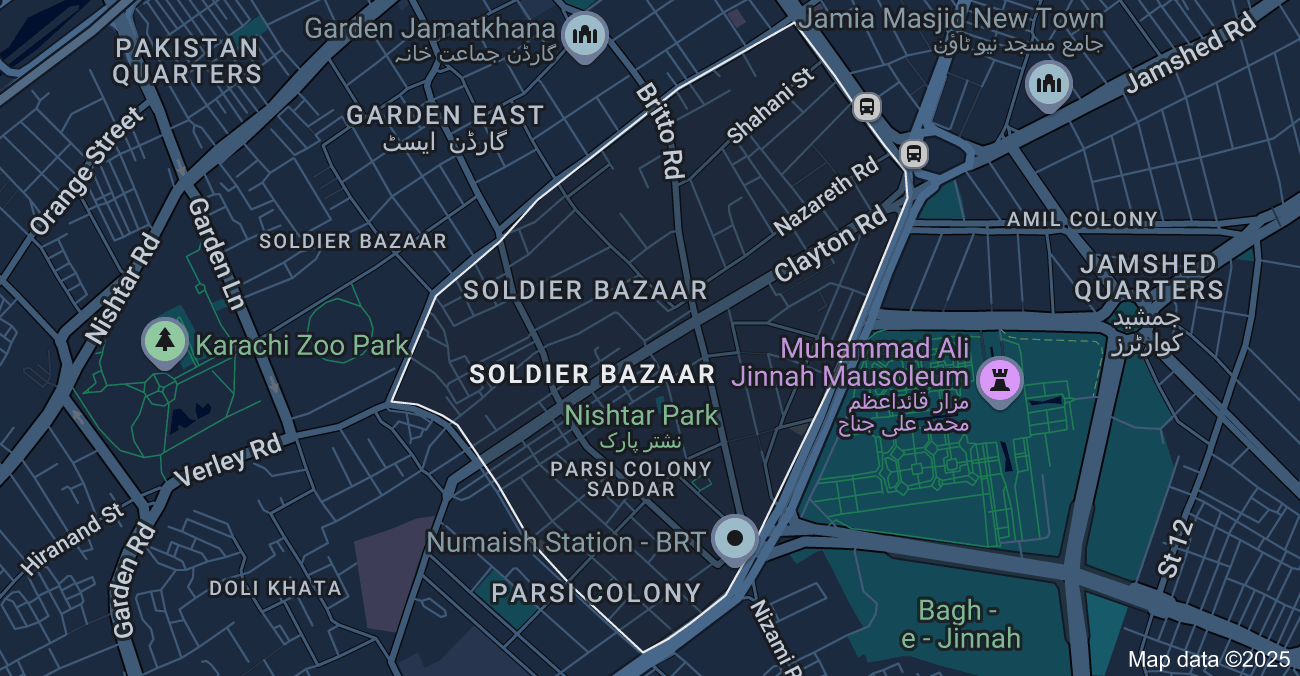 Jamia Masjid New Town
جامع مسجد نیو ٹاؤن
Garden Jamatkhana
گارڈن جماعت خانہ
PAKISTAN
QUARTERS
Jamshed Rd
GARDEN EAST
گارڈن ایسٹ
Britto Rd
Shahani St
Orange Street
Nazareth Rd
Clayton Rd
AMIL COLONY
Garden Ln
SOLDIER BAZAAR
Nishtar Rd
JAMSHED
QUARTERS
جمشید
کوارٹرز
SOLDIER BAZAAR
Karachi Zoo Park
Muhammad Ali
Jinnah Mausoleum
مزار قائداعظم
محمد علی جناح
SOLDIER BAZAAR
Nishtar Park
نشتر پارک
PARSI COLONY
SADDAR
Verley Rd
Hiranand St
Garden Rd
Numaish Station - BRT
St 12
DOLI KHATA
PARSI COLONY
Nizami R
Bagh -
e - Jinnah
Map data ©2025